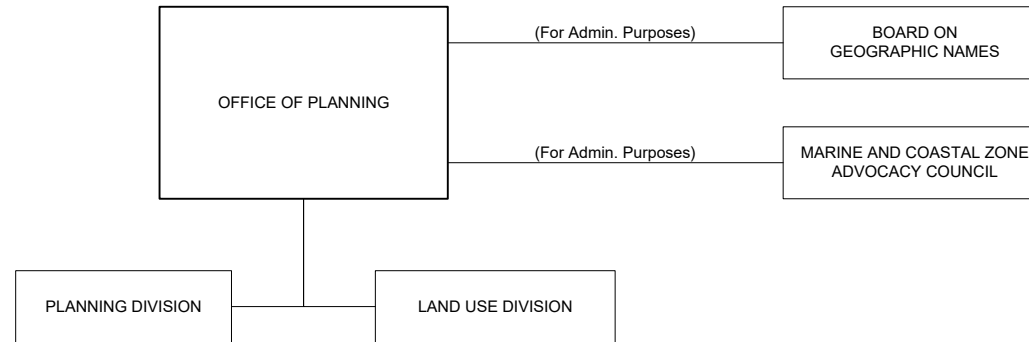 (For Admin. Purposes)
BOARD ON
GEOGRAPHIC NAMES
OFFICE OF PLANNING
(For Admin. Purposes)
MARINE AND COASTAL ZONE
ADVOCACY COUNCIL
PLANNING DIVISION
LAND USE DIVISION